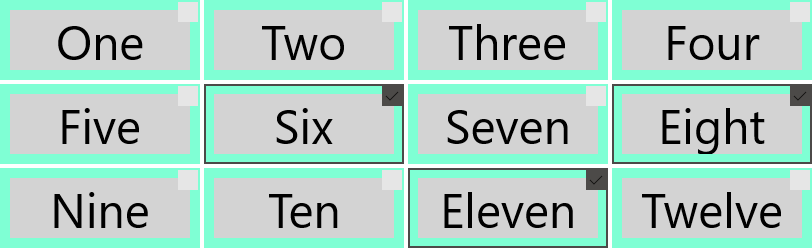 One Two Three Four
Five Six Seven Eight
Nine Ten Eleven Twelve